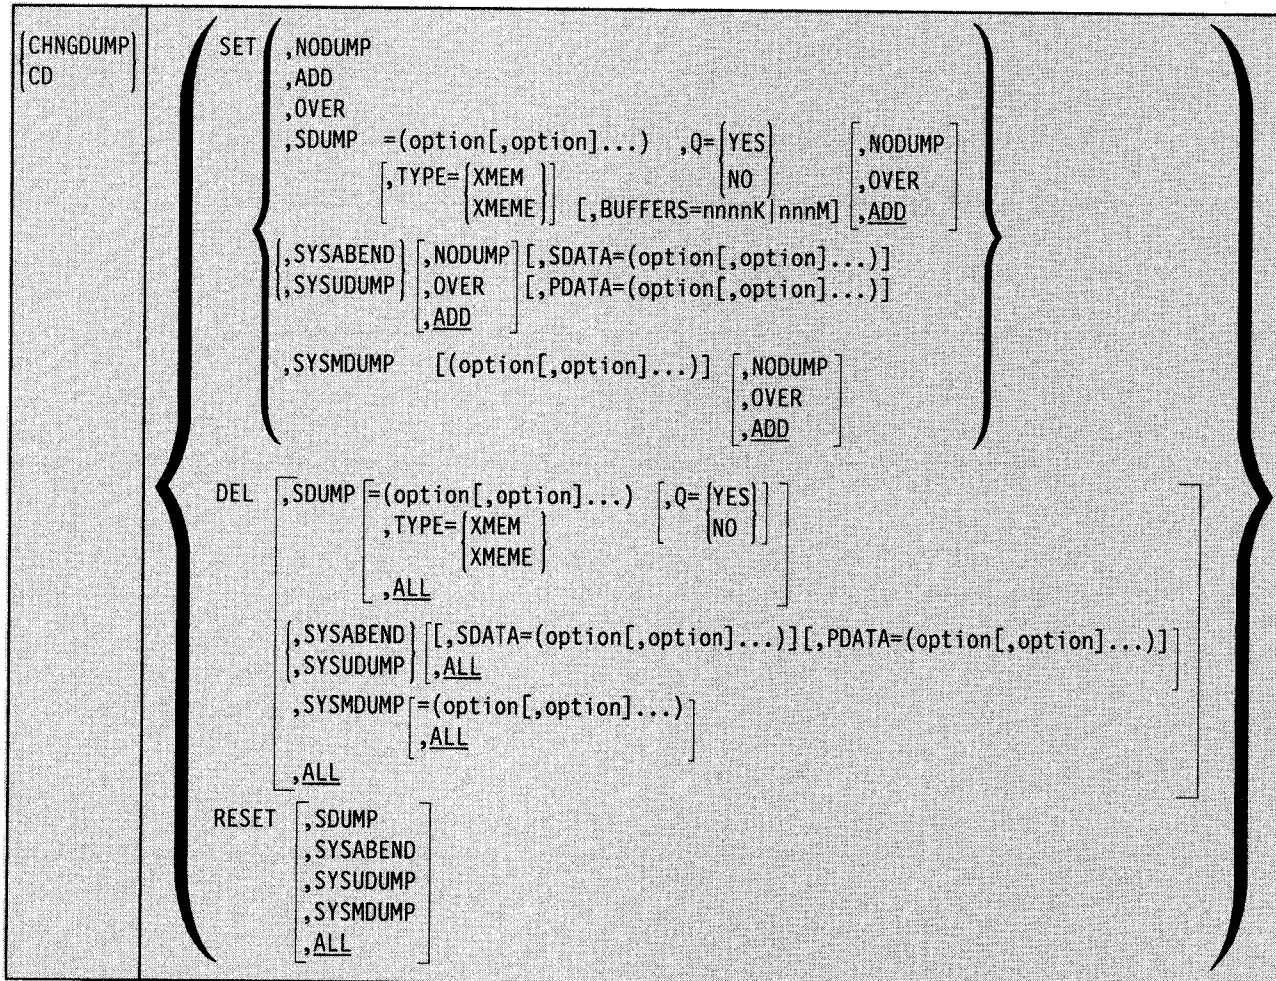 CHNGDUMP
CD
SET ,NODUMP
,ADD
,OVER
,SDUMP =(option[,option]...) ,Q= YES ,NODUMP
NO ,OVER
[,TYPE= XMEM
XMEME] [,BUFFERS=nnnnK|nnnM] ,ADD
,SYSABEND ,NODUMP [,SDATA=(option[,option]...)]
,SYSUDUMP ,OVER [,PDATA=(option[,option]...)]
,ADD
,SYSMDUMP [(option[,option]...)] ,NODUMP
,OVER
,ADD
DEL ,SDUMP =(option[,option]...) [,Q= YES
,TYPE= XMEM NO]
XMEME
,ALL
,SYSABEND [,SDATA=(option[,option]...)][,PDATA=(option[,option]...)]
,SYSUDUMP ,ALL
,SYSMDUMP =(option[,option]...)
,ALL
,ALL
RESET ,SDUMP
,SYSABEND
,SYSUDUMP
,SYSMDUMP
,ALL